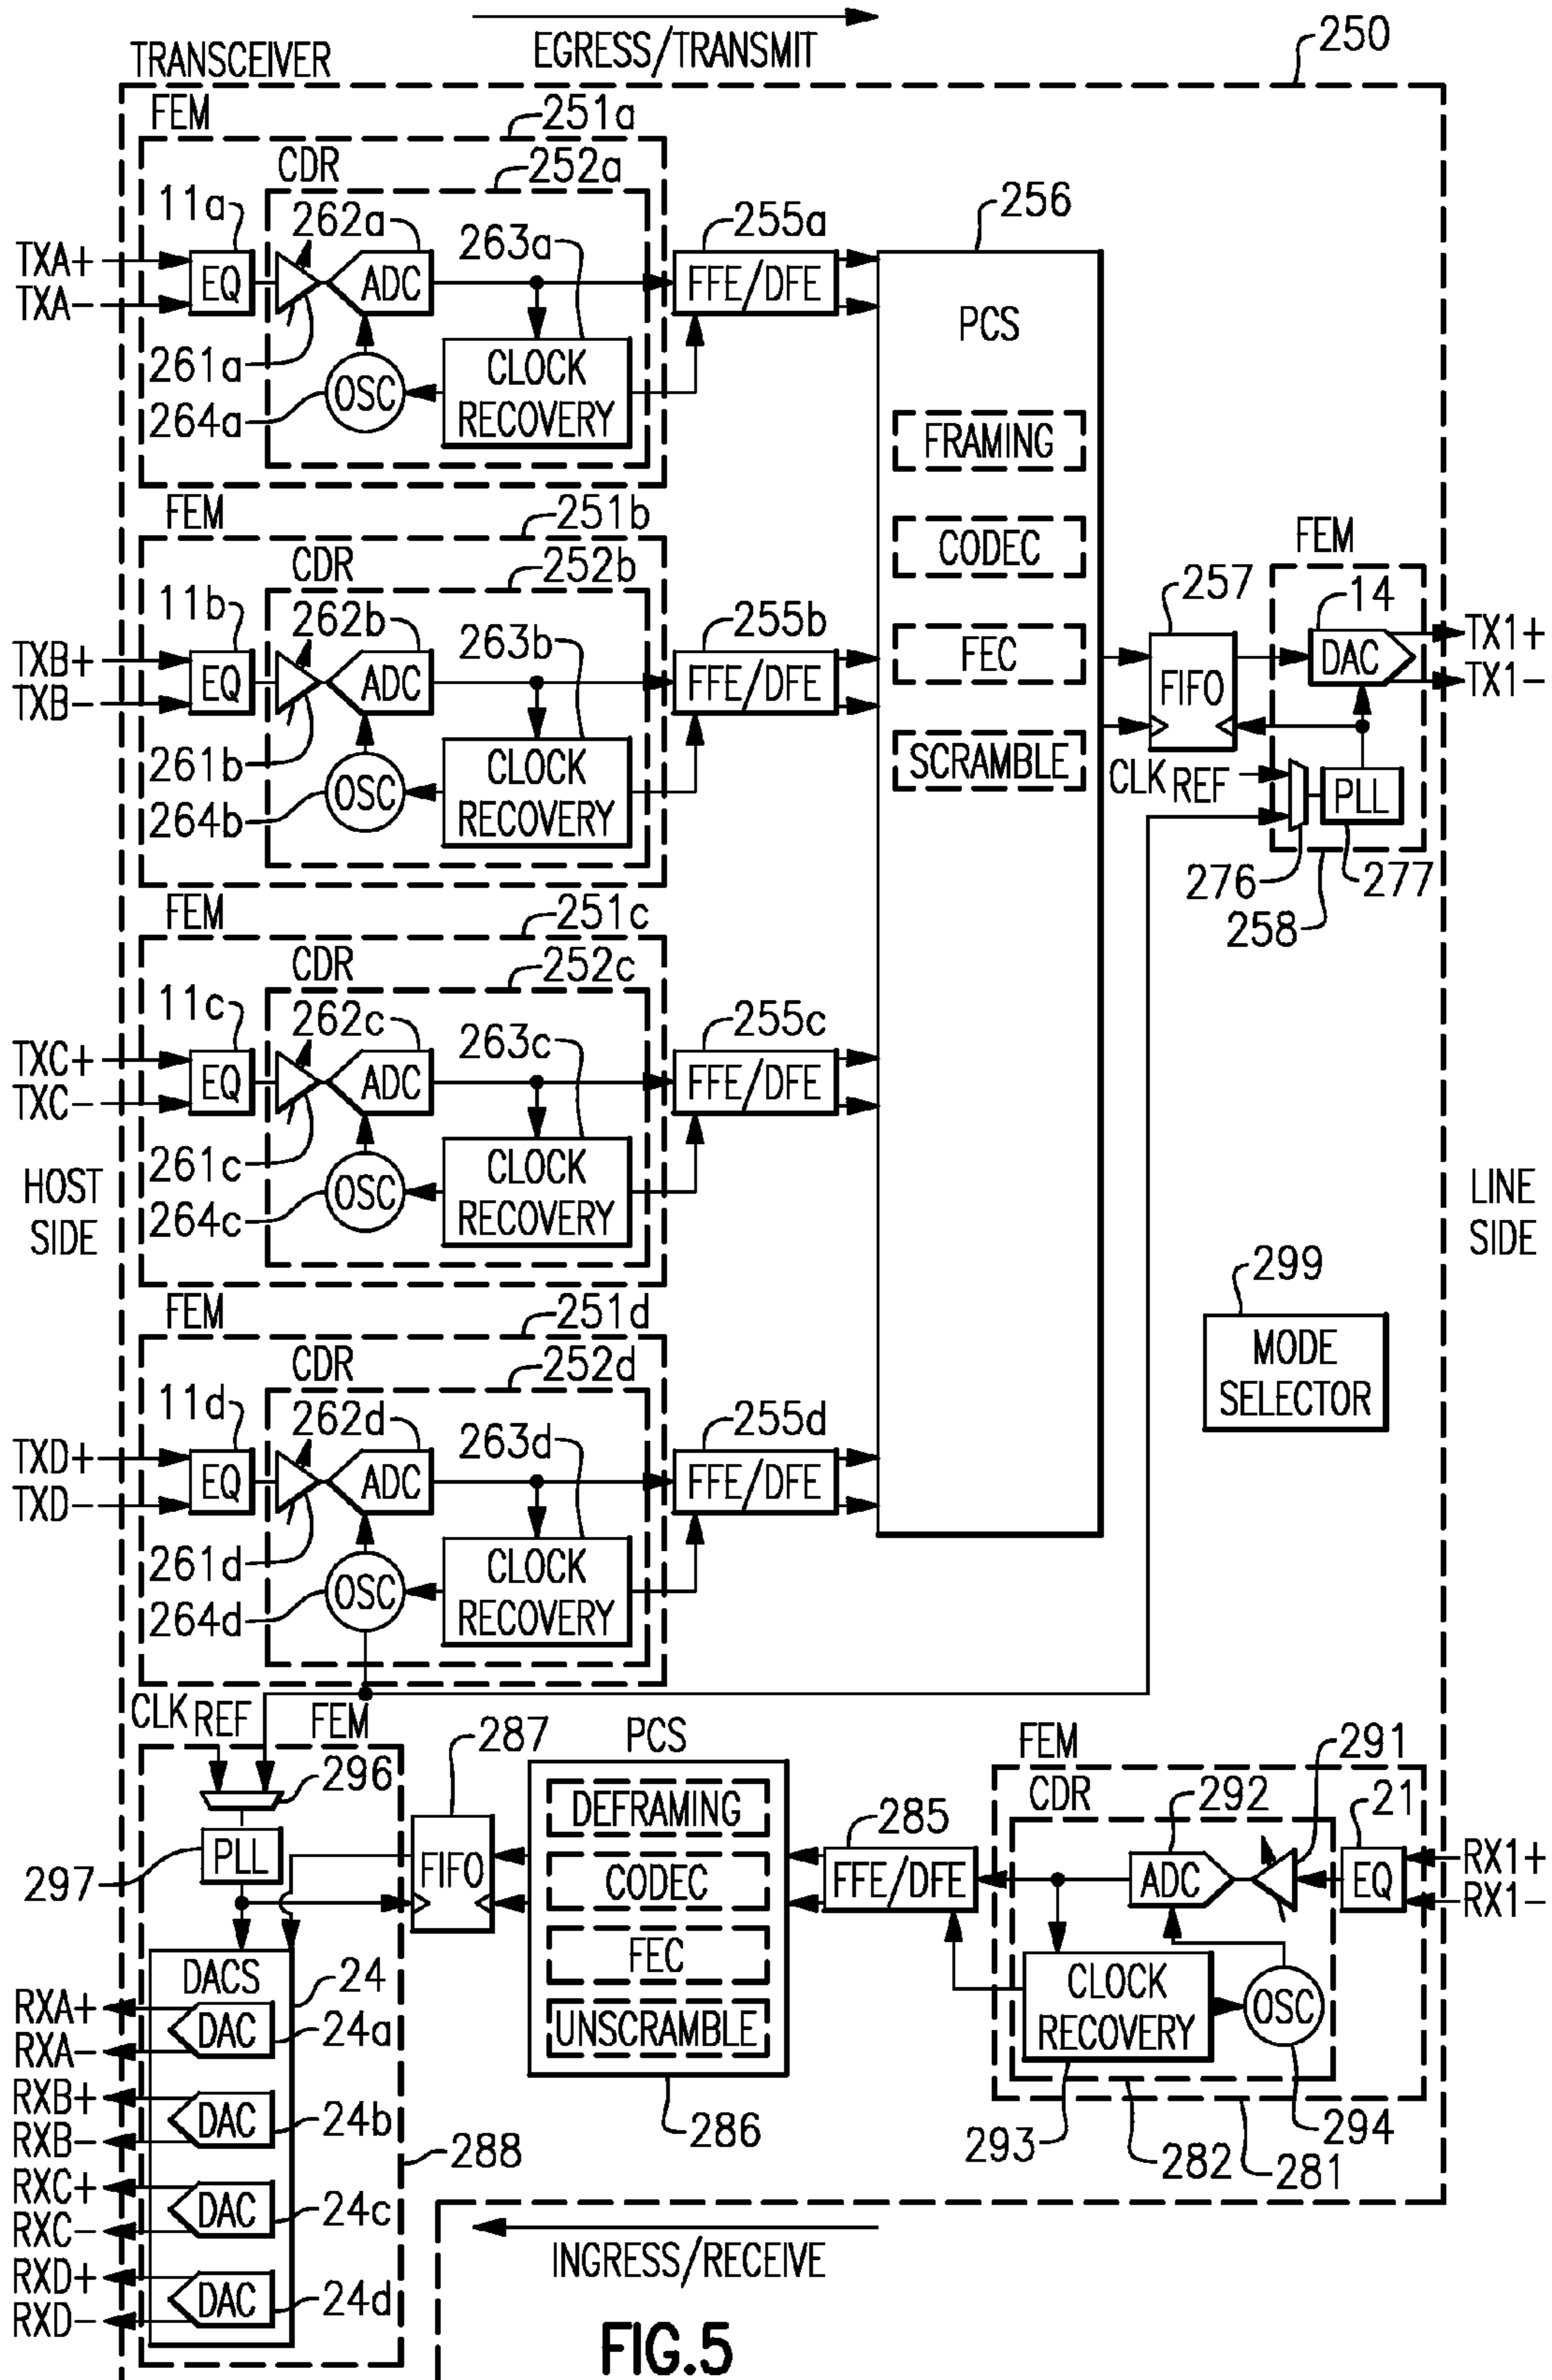 EGRESS/TRANSMIT
250
TRANSCEIVER
FEM
251a
CDR
252a
11a
262a
263a
255a
256
TXA+
TXA-
EQ
ADC
FFE/DFE
PCS
261a
264a
OSC
CLOCK
RECOVERY
FRAMING
CODEC
FEC
SCRAMBLE
FEM
251b
CDR
252b
11b
262b
263b
255b
TXB+
TXB-
EQ
ADC
FFE/DFE
261b
264b
OSC
CLOCK
RECOVERY
257
FEM
14
FIFO
DAC
TX1+
TX1-
CLK REF
PLL
276
277
258
FEM
251c
CDR
252c
11c
262c
263c
255c
TXC+
TXC-
EQ
ADC
FFE/DFE
261c
264c
OSC
CLOCK
RECOVERY
HOST
SIDE
LINE
SIDE
299
MODE
SELECTOR
FEM
251d
CDR
252d
11d
262d
263d
255d
TXD+
TXD-
EQ
ADC
FFE/DFE
261d
264d
OSC
CLOCK
RECOVERY
CLK REF
FEM
287
PCS
FEM
291
296
CDR
292
21
PLL
297
FIFO
DEFRAMING
CODEC
FEC
UNSCRAMBLE
285
FFE/DFE
ADC
EQ
RX1+
RX1-
CLOCK
RECOVERY
OSC
286
293
282
281
294
DACS
24
RXA+
RXA-
DAC
24a
RXB+
RXB-
DAC
24b
288
RXC+
RXC-
DAC
24c
RXD+
RXD-
DAC
24d
INGRESS/RECEIVE
FIG.5